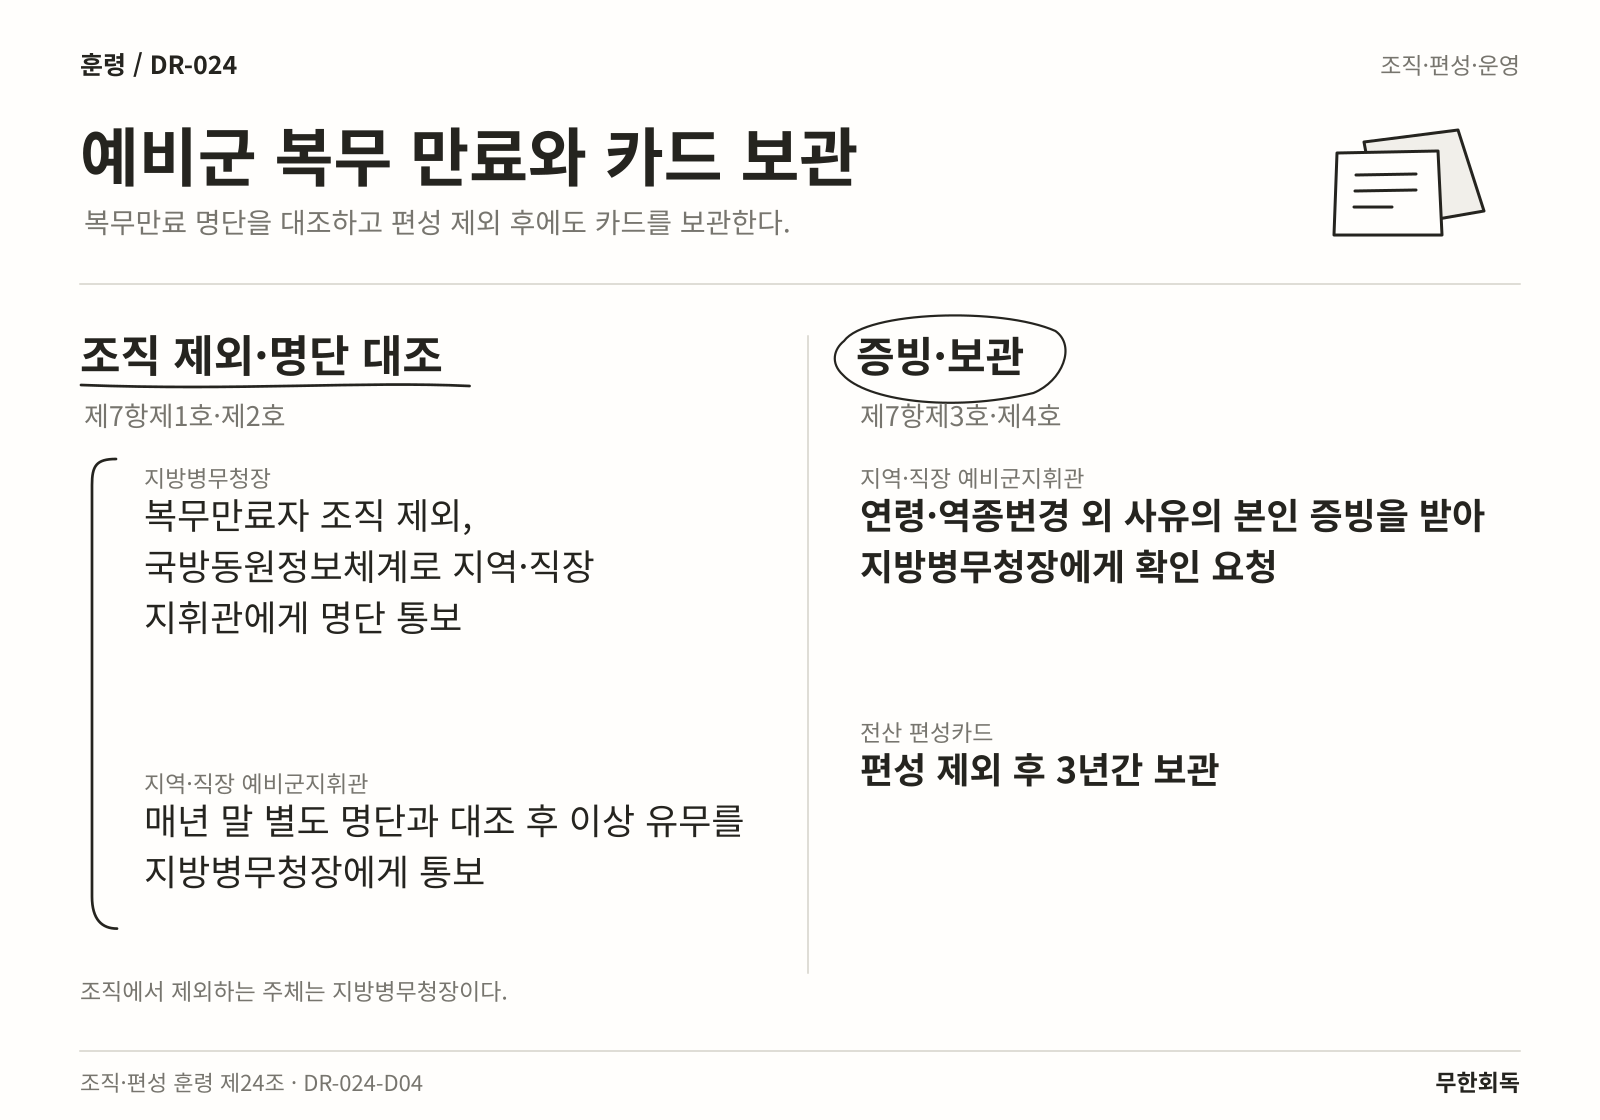 훈령 / DR-024
조직·편성·운영
예비군 복무 만료와 카드 보관
복무만료 명단을 대조하고 편성 제외 후에도 카드를 보관한다.
조직 제외·명단 대조
제7항제1호·제2호
지방병무청장
복무만료자 조직 제외,
국방동원정보체계로 지역·직장
지휘관에게 명단 통보
지역·직장 예비군지휘관
매년 말 별도 명단과 대조 후 이상 유무를
지방병무청장에게 통보
증빙·보관
제7항제3호·제4호
지역·직장 예비군지휘관
연령·역종변경 외 사유의 본인 증빙을 받아
지방병무청장에게 확인 요청
전산 편성카드
편성 제외 후 3년간 보관
조직에서 제외하는 주체는 지방병무청장이다.
조직·편성 훈령 제24조 · DR-024-D04
무한회독